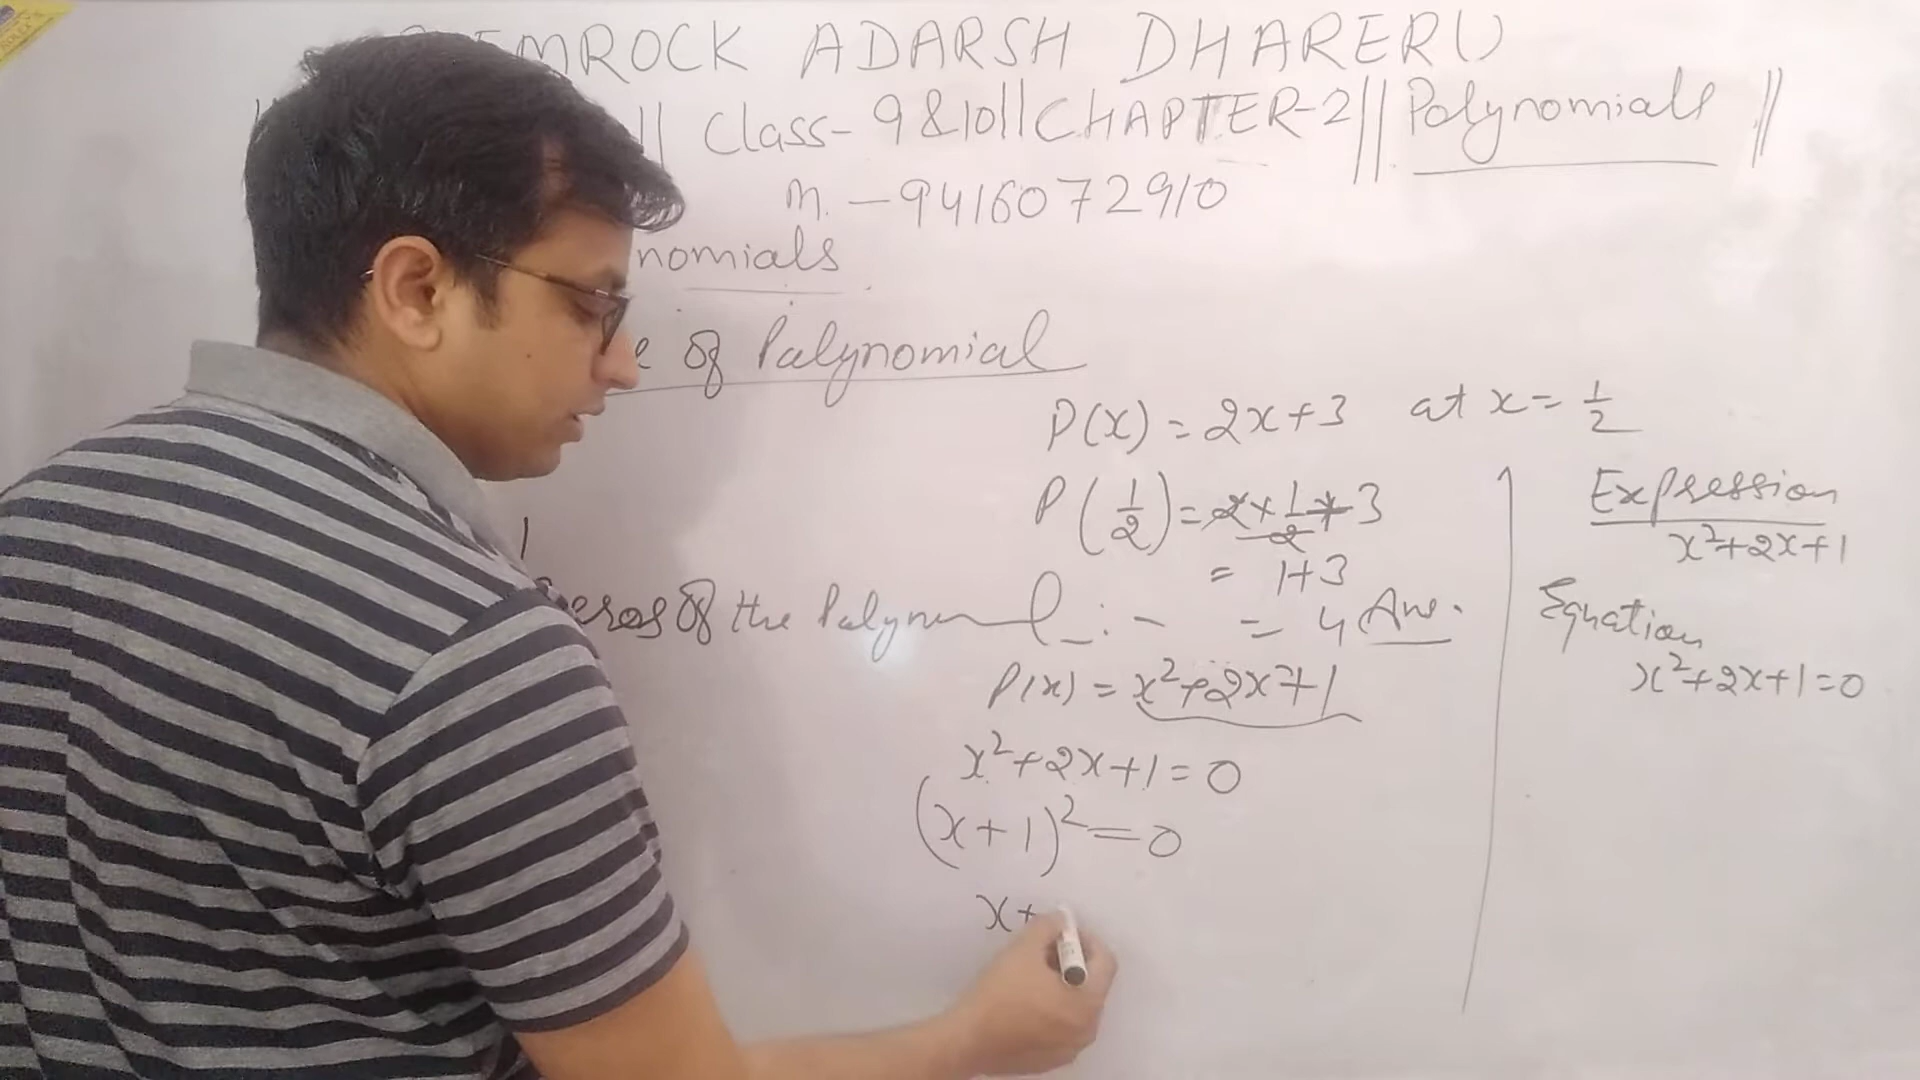 MROCK ADARSH DHARERU
|| Class- 9 & 10 || CHAPTER-2 || Polynomials ||
m. - 9416072910
nomials
e of Polynomial
P(x) = 2x+3 at x = 1/2
P(1/2) = 2 x 1/2 + 3
= 1+3
= 4 Ans.
eros of the Polynomial :-
P(x) = x²+2x+1
x²+2x+1=0
(x+1)²=0
x+
Expression
x²+2x+1
Equation
x²+2x+1=0